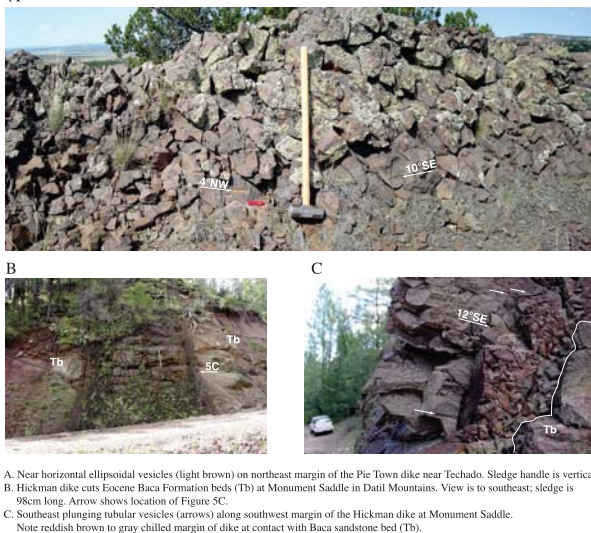 4°NW
10°SE
B
C
Tb
Tb
5C
12°SE
Tb
A. Near horizontal ellipsoidal vesicles (light brown) on northeast margin of the Pie Town dike near Techado. Sledge handle is
B. Hickman dike cuts Eocene Baca Formation beds (Tb) at Monument Saddle in Datil Mountains. View is to southeast; sledge is
98cm long. Arrow shows location of Figure 5C.
C. Southeast plunging tubular vesicles (arrows) along southwest margin of the Hickman dike at Monument Saddle.
Note reddish brown to gray chilled margin of dike at contact with Baca sandstone bed (Tb).